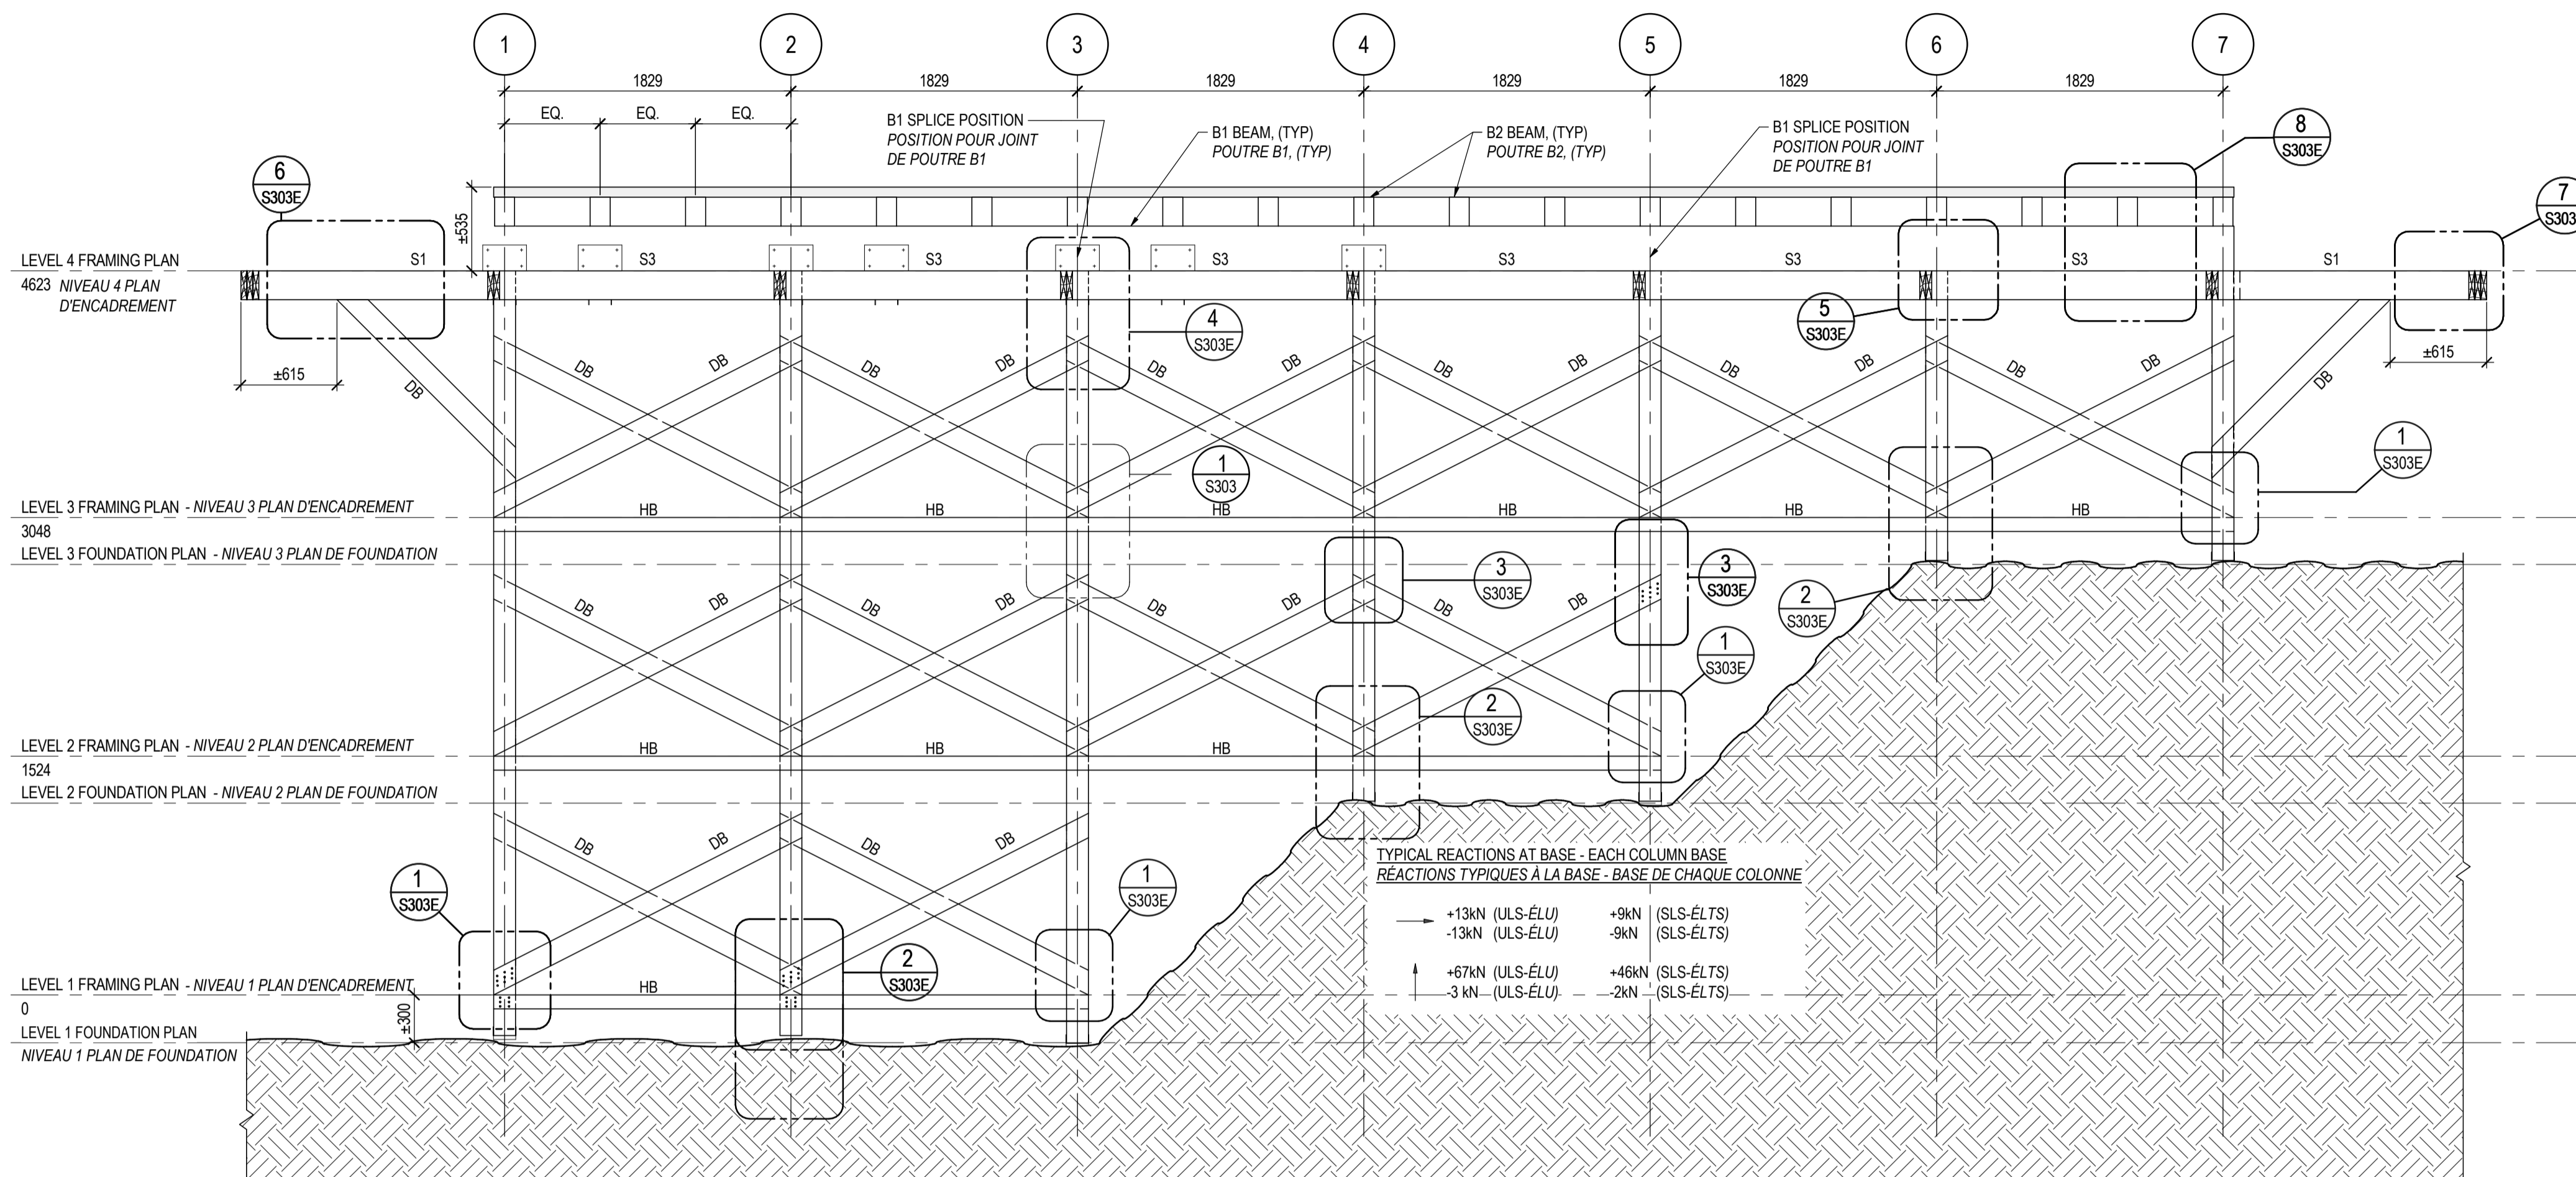 1
2
3
4
5
6
7
1829
1829
1829
1829
1829
1829
EQ.
EQ.
EQ.
B1 SPLICE POSITION
POSITION POUR JOINT
DE POUTRE B1
B1 BEAM, (TYP)
POUTRE B1, (TYP)
B2 BEAM, (TYP)
POUTRE B2, (TYP)
B1 SPLICE POSITION
POSITION POUR JOINT
DE POUTRE B1
8
S303E
6
S303E
7
S303
±535
LEVEL 4 FRAMING PLAN
4623 NIVEAU 4 PLAN
D'ENCADREMENT
S1
S3
S3
S3
S3
S3
S3
S1
4
S303E
5
S303E
±615
±615
DB
DB
DB
DB
DB
DB
DB
DB
DB
DB
DB
DB
DB
DB
1
S303
1
S303E
LEVEL 3 FRAMING PLAN - NIVEAU 3 PLAN D'ENCADREMENT
HB
HB
HB
HB
HB
HB
3048
LEVEL 3 FOUNDATION PLAN - NIVEAU 3 PLAN DE FOUNDATION
3
S303E
3
S303E
2
S303E
DB
DB
DB
DB
DB
DB
DB
DB
1
S303E
2
S303E
LEVEL 2 FRAMING PLAN - NIVEAU 2 PLAN D'ENCADREMENT
HB
HB
HB
1524
LEVEL 2 FOUNDATION PLAN - NIVEAU 2 PLAN DE FOUNDATION
DB
DB
DB
DB
TYPICAL REACTIONS AT BASE - EACH COLUMN BASE
RÉACTIONS TYPIQUES À LA BASE - BASE DE CHAQUE COLONNE
+13kN (ULS-ÉLU) +9kN (SLS-ÉLTS)
-13kN (ULS-ÉLU) -9kN (SLS-ÉLTS)
+67kN (ULS-ÉLU) +46kN (SLS-ÉLTS)
-3 kN (ULS-ÉLU) -2kN (SLS-ÉLTS)
1
S303E
1
S303E
2
S303E
LEVEL 1 FRAMING PLAN - NIVEAU 1 PLAN D'ENCADREMENT
HB
0
±300
LEVEL 1 FOUNDATION PLAN
NIVEAU 1 PLAN DE FOUNDATION